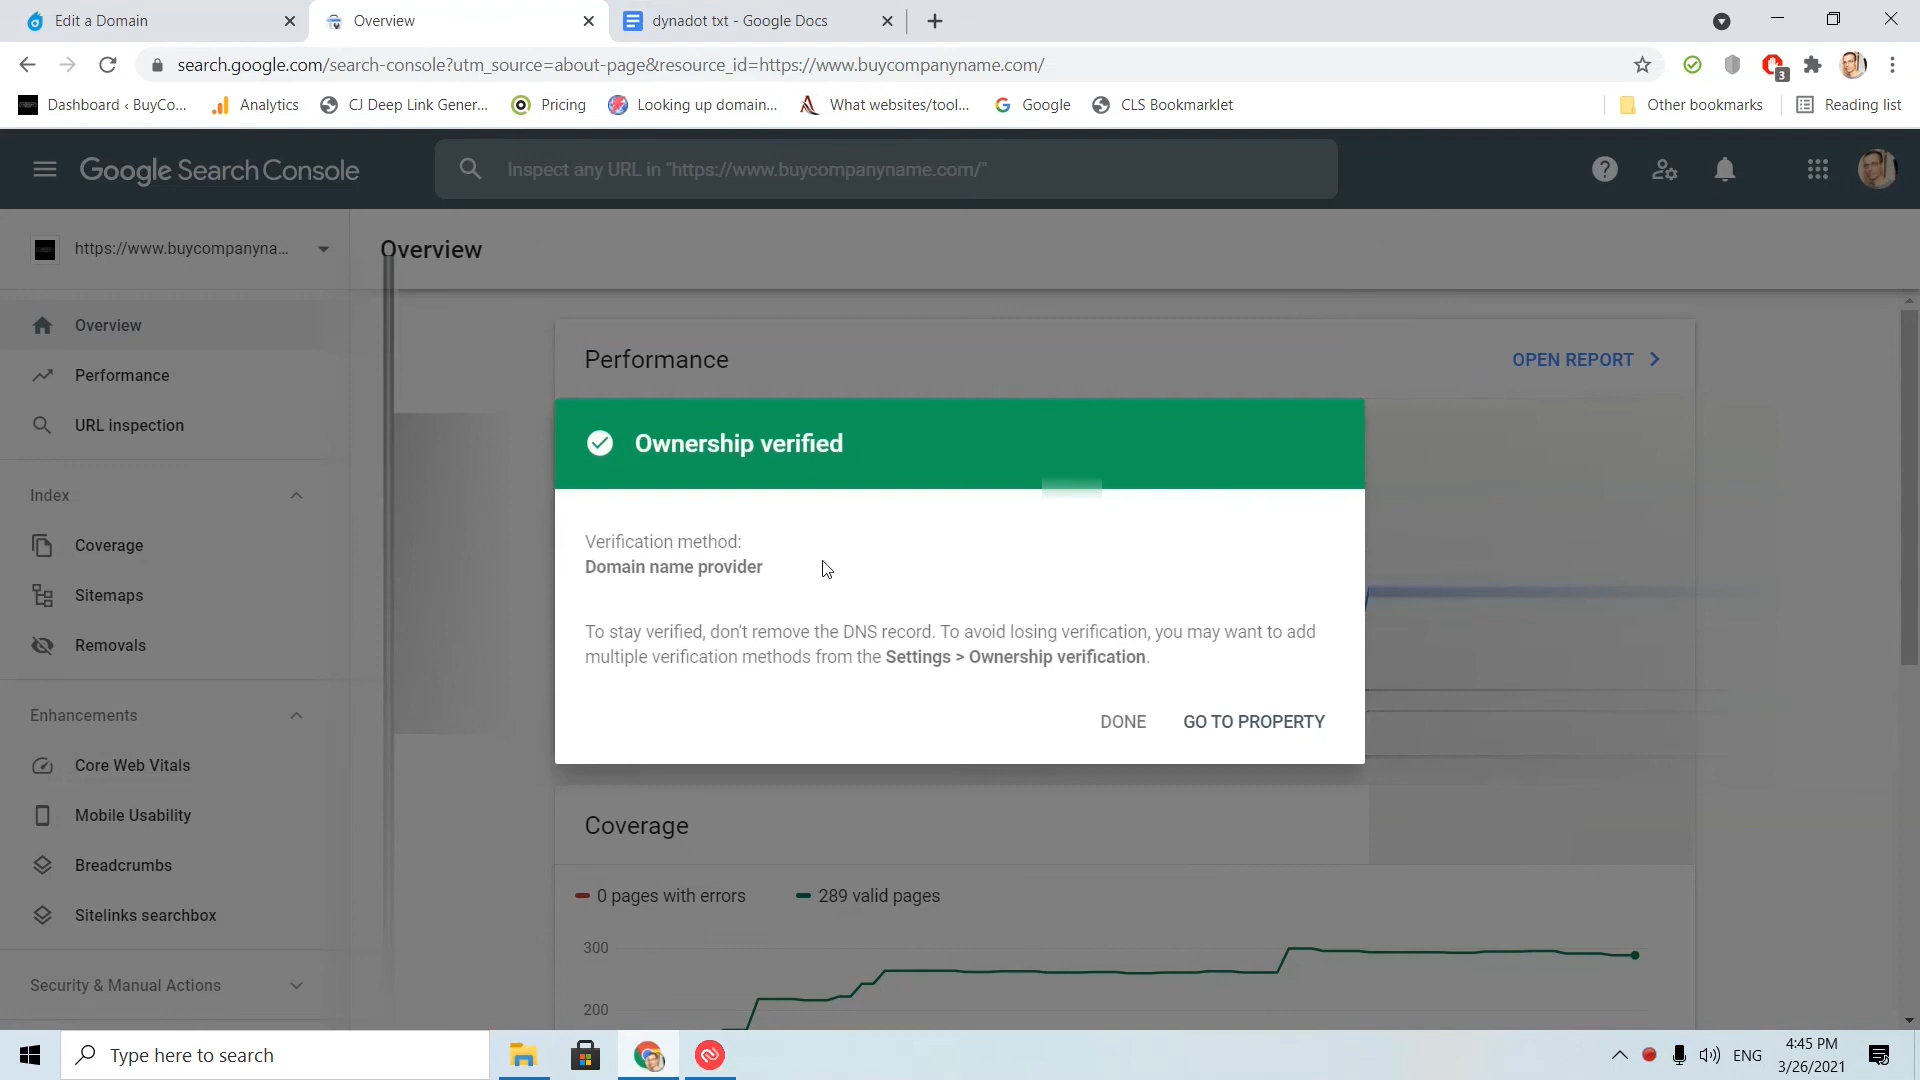 Edit a Domain
Overview
dynadot txt - Google Docs
search.google.com/search-console?utm_source=about-page&resource_id=https://www.buycompanyname.com/
3
Dashboard ‹ BuyCo...
Analytics
CJ Deep Link Gener...
Pricing
Looking up domain...
What websites/tool...
Google
CLS Bookmarklet
Other bookmarks
Reading list
Google Search Console
Inspect any URL in "https://www.buycompanyname.com/"
https://www.buycompanyna...
Overview
Overview
Performance
URL inspection
Index
Coverage
Sitemaps
Removals
Enhancements
Core Web Vitals
Mobile Usability
Breadcrumbs
Sitelinks searchbox
Security & Manual Actions
Performance
OPEN REPORT
Ownership verified
Verification method:
Domain name provider
To stay verified, don't remove the DNS record. To avoid losing verification, you may want to add
multiple verification methods from the Settings > Ownership verification.
DONE
GO TO PROPERTY
Coverage
0 pages with errors
289 valid pages
300
200
Type here to search
ENG
4:45 PM
3/26/2021